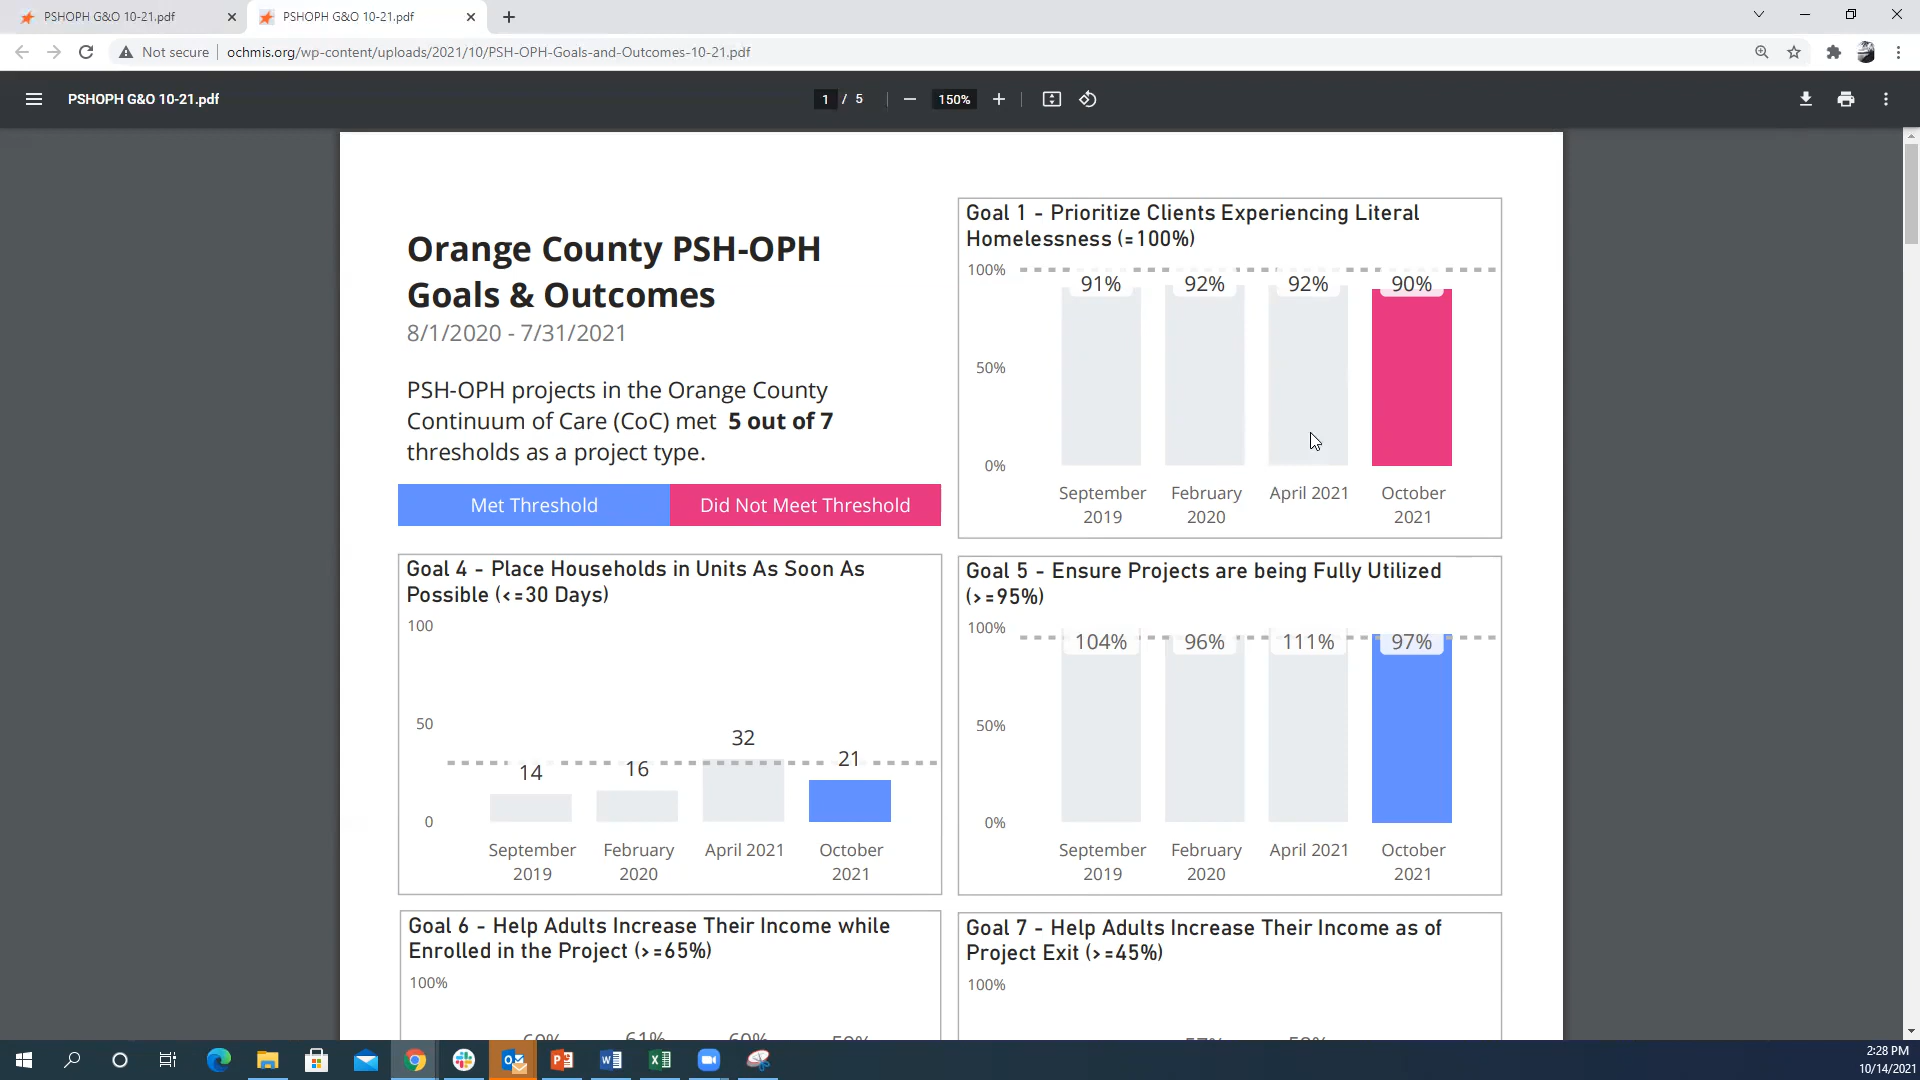 PSHOPH G&O 10-21.pdf
PSHOPH G&O 10-21.pdf
Not secure
ochmis.org/wp-content/uploads/2021/10/PSH-OPH-Goals-and-Outcomes-10-21.pdf
PSHOPH G&O 10-21.pdf
1 / 5
150%
Orange County PSH-OPH
Goals & Outcomes
8/1/2020 - 7/31/2021
PSH-OPH projects in the Orange County
Continuum of Care (CoC) met 5 out of 7
thresholds as a project type.
Met Threshold
Did Not Meet Threshold
Goal 1 - Prioritize Clients Experiencing Literal
Homelessness (=100%)
100%
91% 92% 92% 90%
50%
0%
September February April 2021 October
2019 2020 2021
Goal 4 - Place Households in Units As Soon As
Possible (<=30 Days)
100
50
32
14 16 21
0
September February April 2021 October
2019 2020 2021
Goal 5 - Ensure Projects are being Fully Utilized
(>=95%)
100%
104% 96% 111% 97%
50%
0%
September February April 2021 October
2019 2020 2021
Goal 6 - Help Adults Increase Their Income while
Enrolled in the Project (>=65%)
100%
61%
Goal 7 - Help Adults Increase Their Income as of
Project Exit (>=45%)
100%
2:28 PM
10/14/2021